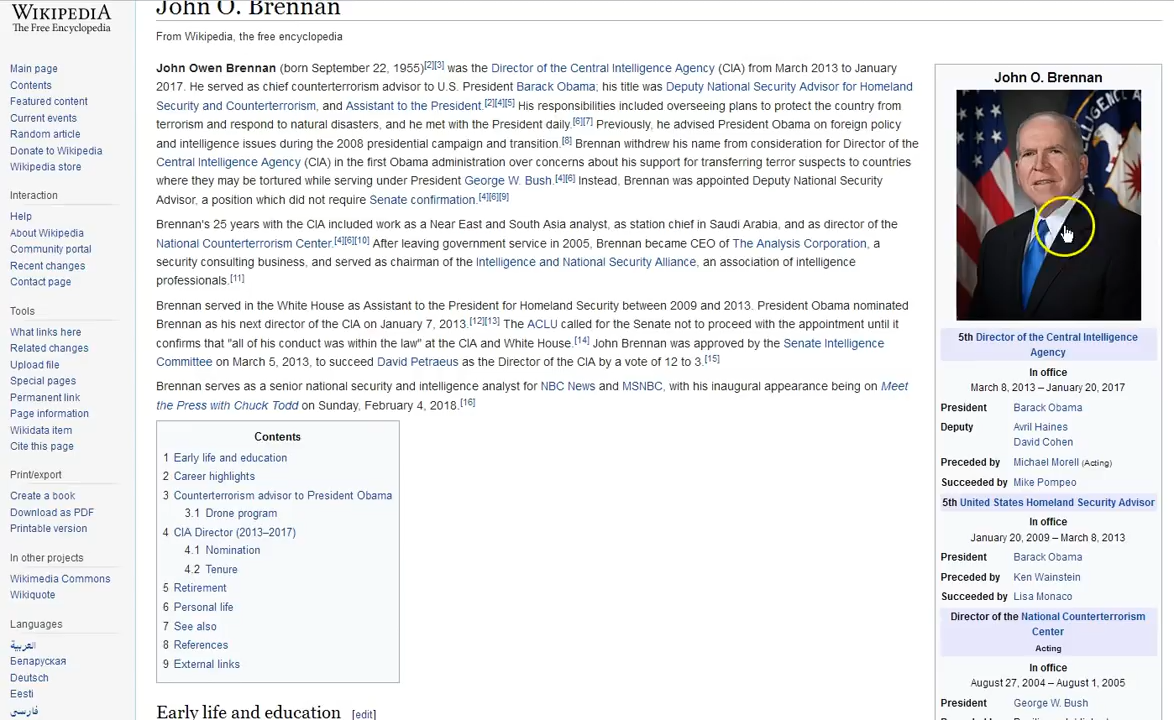 WIKIPEDIA
The Free Encyclopedia
Main page
Contents
Featured content
Current events
Random article
Donate to Wikipedia
Wikipedia store
Interaction
Help
About Wikipedia
Community portal
Recent changes
Contact page
Tools
What links here
Related changes
Upload file
Special pages
Permanent link
Page information
Wikidata item
Cite this page
Print/export
Create a book
Download as PDF
Printable version
In other projects
Wikimedia Commons
Wikiquote
Languages
العربية
Беларуская
Deutsch
Eesti
فارسی
John O. Brennan
From Wikipedia, the free encyclopedia
John Owen Brennan (born September 22, 1955)[2][3] was the Director of the Central Intelligence Agency (CIA) from March 2013 to January
2017. He served as chief counterterrorism advisor to U.S. President Barack Obama; his title was Deputy National Security Advisor for Homeland
Security and Counterterrorism, and Assistant to the President.[2][4][5] His responsibilities included overseeing plans to protect the country from
terrorism and respond to natural disasters, and he met with the President daily.[6][7] Previously, he advised President Obama on foreign policy
and intelligence issues during the 2008 presidential campaign and transition.[8] Brennan withdrew his name from consideration for Director of the
Central Intelligence Agency (CIA) in the first Obama administration over concerns about his support for transferring terror suspects to countries
where they may be tortured while serving under President George W. Bush.[4][6] Instead, Brennan was appointed Deputy National Security
Advisor, a position which did not require Senate confirmation.[4][6][9]
Brennan's 25 years with the CIA included work as a Near East and South Asia analyst, as station chief in Saudi Arabia, and as director of the
National Counterterrorism Center.[4][6][10] After leaving government service in 2005, Brennan became CEO of The Analysis Corporation, a
security consulting business, and served as chairman of the Intelligence and National Security Alliance, an association of intelligence
professionals.[11]
Brennan served in the White House as Assistant to the President for Homeland Security between 2009 and 2013. President Obama nominated
Brennan as his next director of the CIA on January 7, 2013.[12][13] The ACLU called for the Senate not to proceed with the appointment until it
confirms that "all of his conduct was within the law" at the CIA and White House.[14] John Brennan was approved by the Senate Intelligence
Committee on March 5, 2013, to succeed David Petraeus as the Director of the CIA by a vote of 12 to 3.[15]
Brennan serves as a senior national security and intelligence analyst for NBC News and MSNBC, with his inaugural appearance being on Meet
the Press with Chuck Todd on Sunday, February 4, 2018.[16]
Contents
1 Early life and education
2 Career highlights
3 Counterterrorism advisor to President Obama
3.1 Drone program
4 CIA Director (2013–2017)
4.1 Nomination
4.2 Tenure
5 Retirement
6 Personal life
7 See also
8 References
9 External links
Early life and education [edit]
John O. Brennan
5th Director of the Central Intelligence
Agency
In office
March 8, 2013 – January 20, 2017
President Barack Obama
Deputy Avril Haines
David Cohen
Preceded by Michael Morell (Acting)
Succeeded by Mike Pompeo
5th United States Homeland Security Advisor
In office
January 20, 2009 – March 8, 2013
President Barack Obama
Preceded by Ken Wainstein
Succeeded by Lisa Monaco
Director of the National Counterterrorism
Center
Acting
In office
August 27, 2004 – August 1, 2005
President George W. Bush